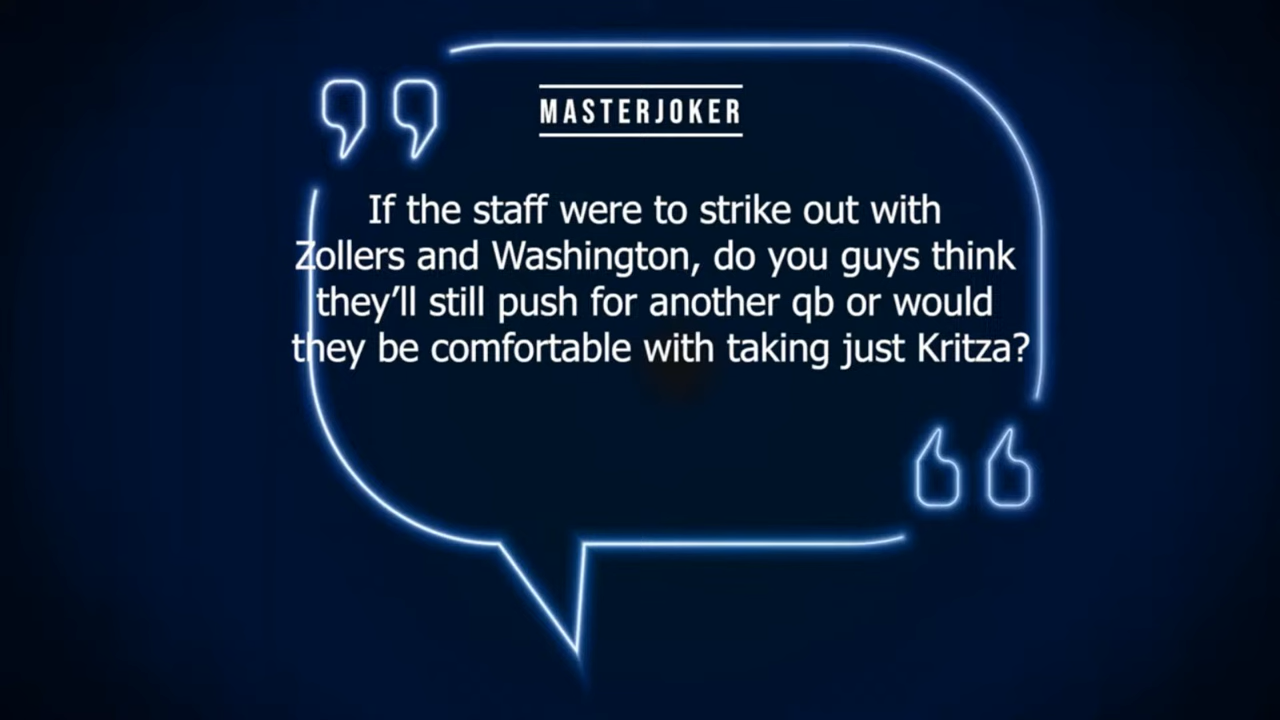 MASTERJOKER
If the staff were to strike out with
Zollers and Washington, do you guys think
they’ll still push for another qb or would
they be comfortable with taking just Kritza?